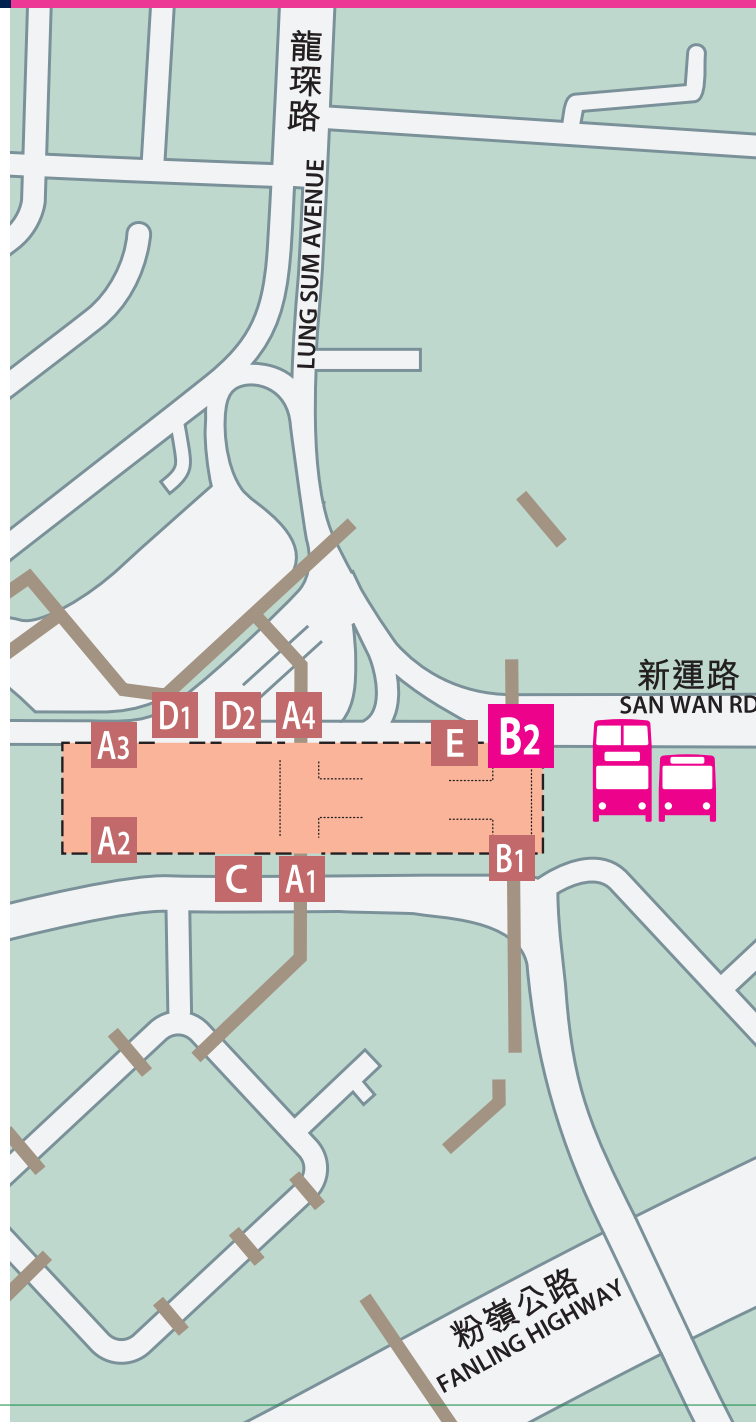 龍琛路
LUNG SUM AVENUE
新運路
SAN WAN RD
D1
D2
A4
A3
E
B2
A2
C
A1
B1
粉嶺公路
FANLING HIGHWAY